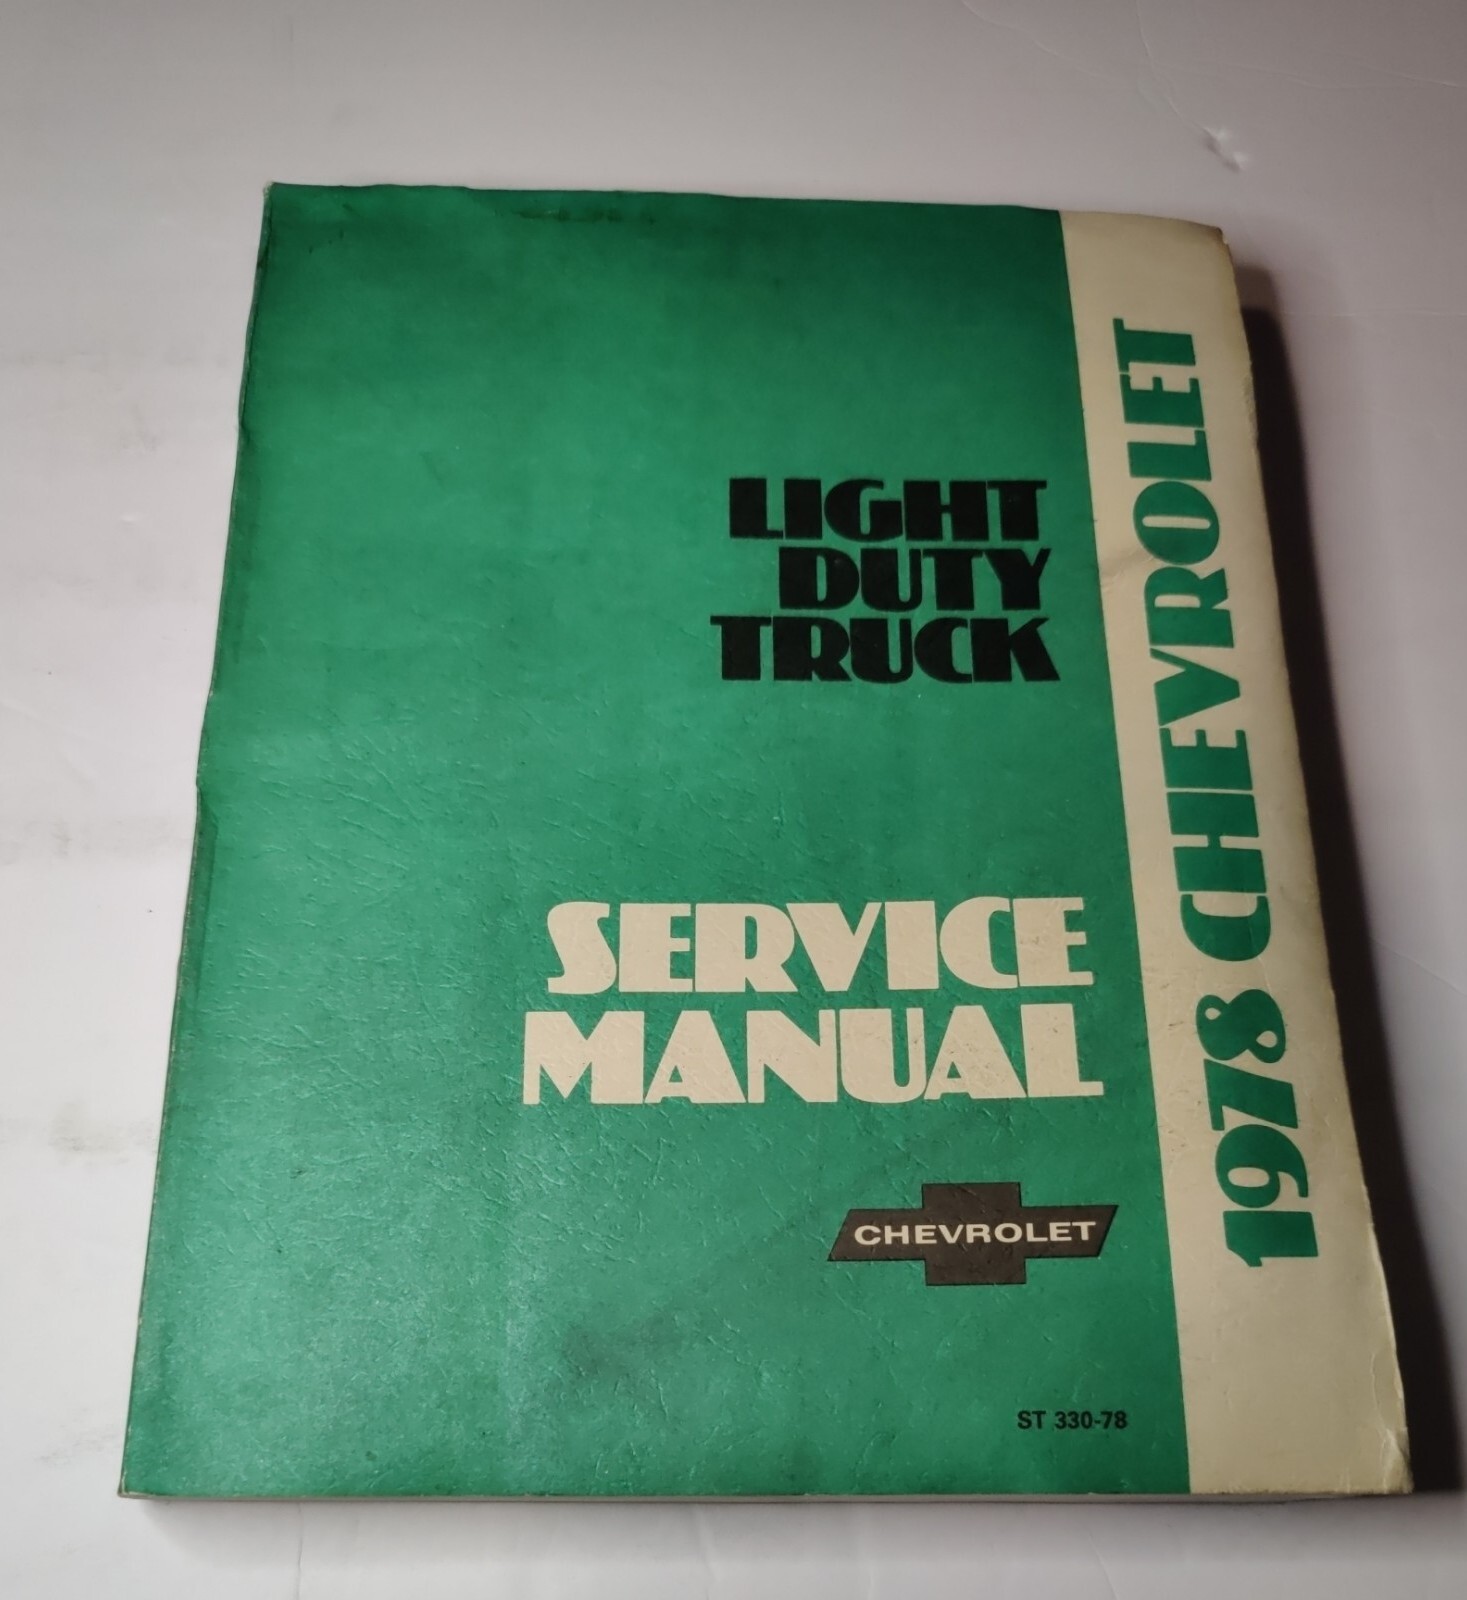 LIGHT
DUTY
TRUCK
SERVICE
MANUAL
CHEVROLET
ST 330-78
1978 CHEVROLET